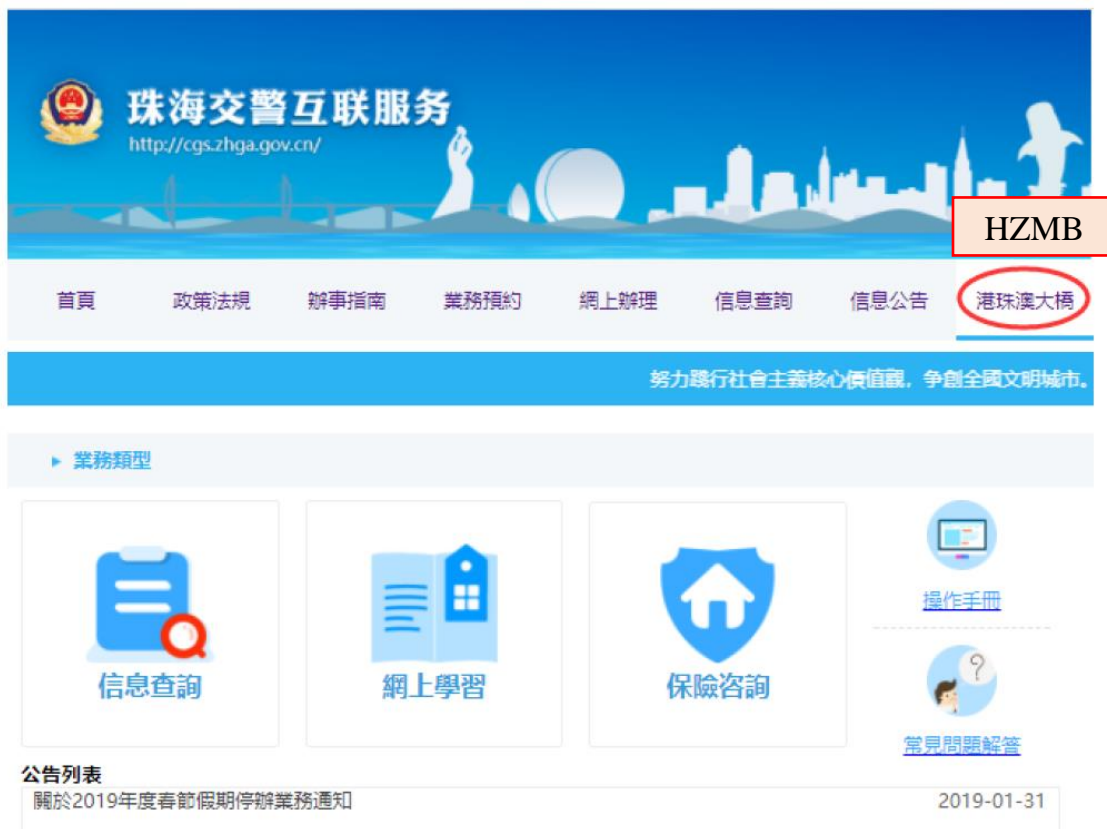 珠海交警互联服务
http://cgs.zhga.gov.cn/
HZMB
首頁 政策法規 辦事指南 業務預約 網上辦理 信息查詢 信息公告 港珠澳大橋
努力踐行社會主義核心價值觀，争創全國文明城市。
業務類型
操作手冊
信息查詢 網上學習 保險咨詢
常見問題解答
公告列表
關於2019年度春節假期停辦業務通知 2019-01-31